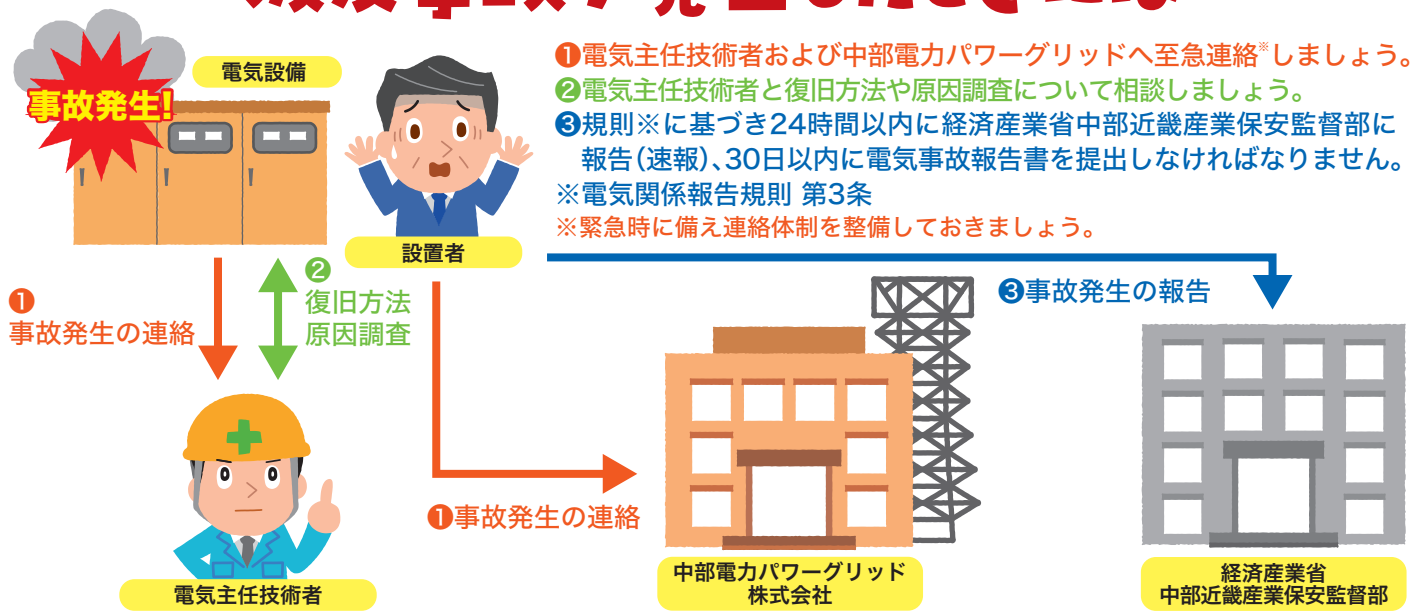 事故発生!
電気設備
設置者
❶電気主任技術者および中部電力パワーグリッドへ至急連絡※しましょう。
❷電気主任技術者と復旧方法や原因調査について相談しましょう。
❸規則※に基づき24時間以内に経済産業省中部近畿産業保安監督部に
報告(速報)、30日以内に電気事故報告書を提出しなければなりません。
※電気関係報告規則 第3条
※緊急時に備え連絡体制を整備しておきましょう。
❶
事故発生の連絡
❷
復旧方法
原因調査
❸事故発生の報告
❶事故発生の連絡
電気主任技術者
中部電力パワーグリッド
株式会社
経済産業省
中部近畿産業保安監督部